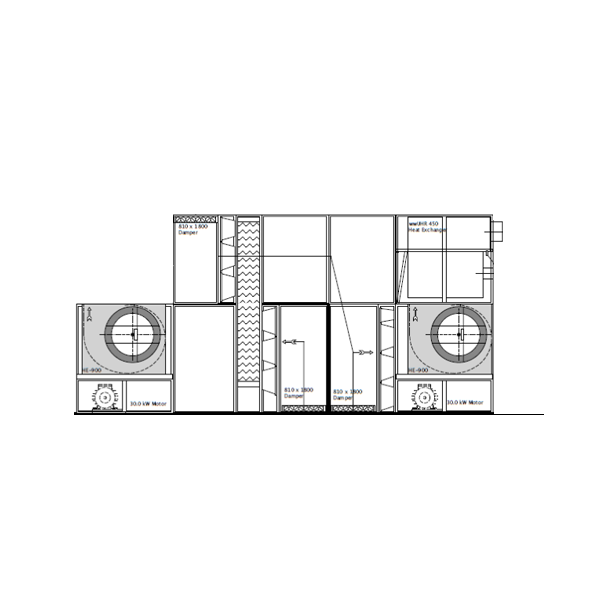 810 x 1800
Damper
wwUHR 450
Heat Exchanger
HE-900
HE-900
810 x 1800
Damper
810 x 1800
Damper
30.0 kW Motor
30.0 kW Motor